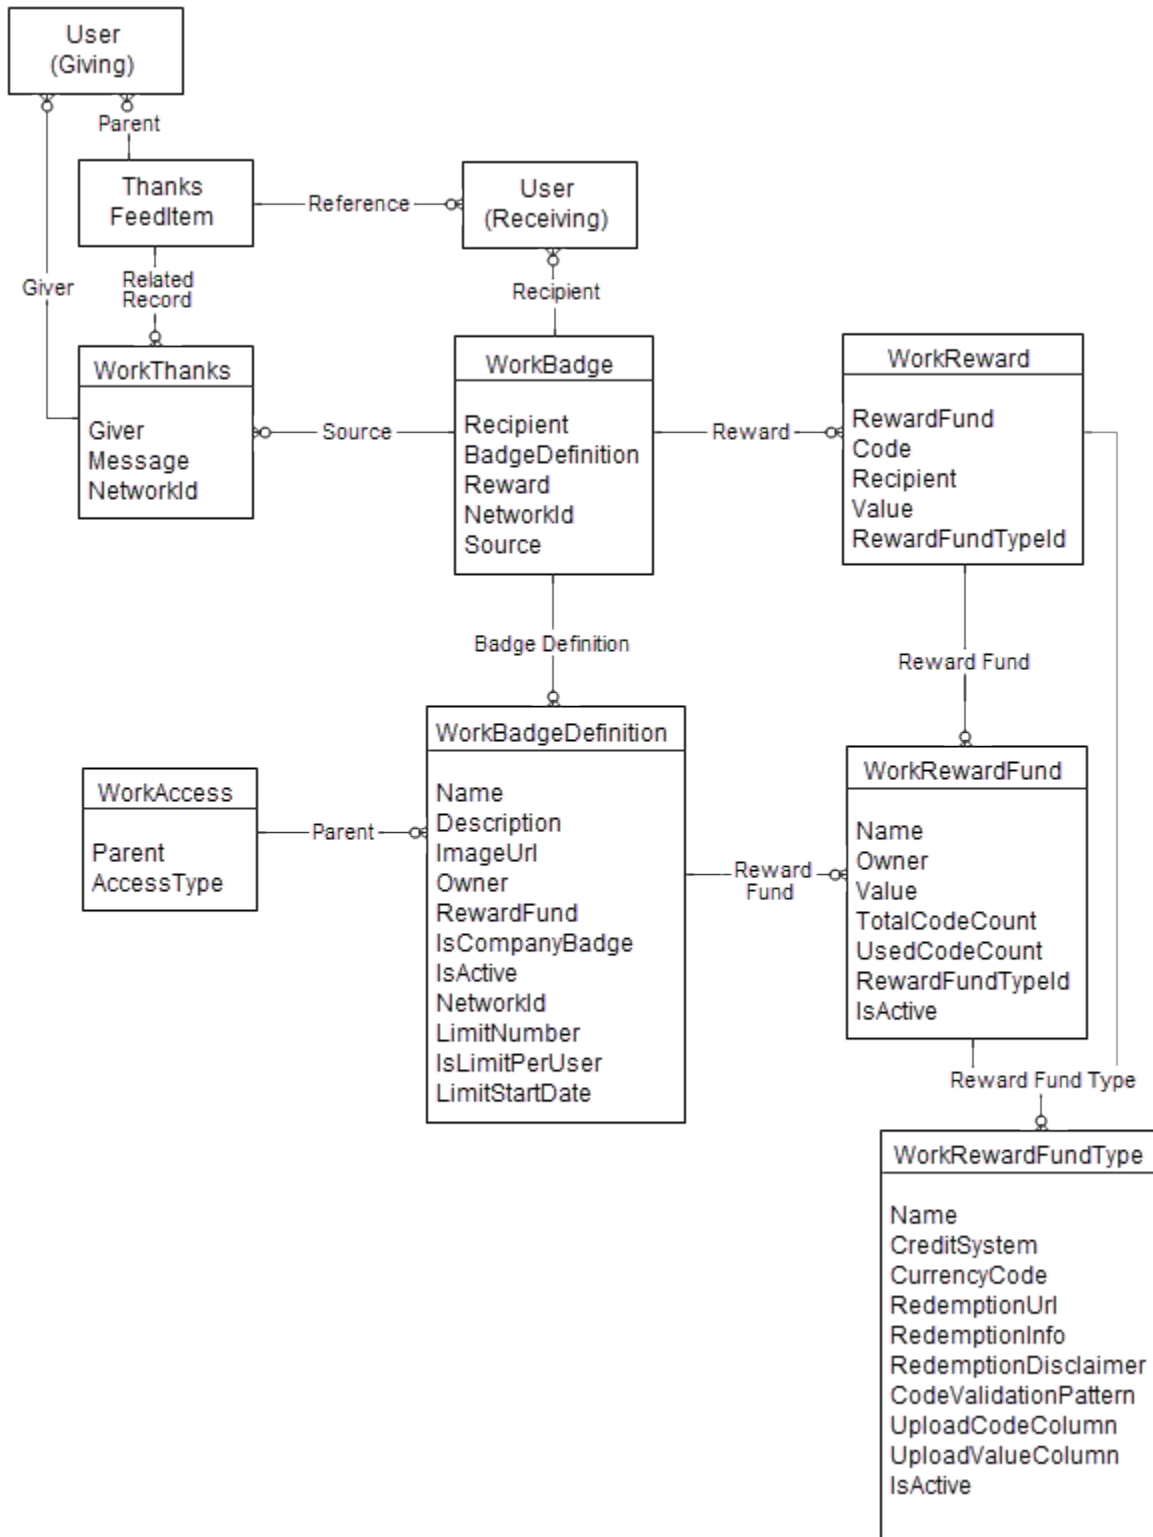 User
(Giving)
Parent
Thanks
FeedItem
Reference
User
(Receiving)
Giver
Related
Record
Recipient
WorkThanks
Giver
Message
NetworkId
Source
WorkBadge
Recipient
BadgeDefinition
Reward
NetworkId
Source
Reward
WorkReward
RewardFund
Code
Recipient
Value
RewardFundTypeId
Badge Definition
Reward Fund
WorkAccess
Parent
AccessType
Parent
WorkBadgeDefinition
Name
Description
ImageUrl
Owner
RewardFund
IsCompanyBadge
IsActive
NetworkId
LimitNumber
IsLimitPerUser
LimitStartDate
Reward
Fund
WorkRewardFund
Name
Owner
Value
TotalCodeCount
UsedCodeCount
RewardFundTypeId
IsActive
Reward Fund Type
WorkRewardFundType
Name
CreditSystem
CurrencyCode
RedemptionUrl
RedemptionInfo
RedemptionDisclaimer
CodeValidationPattern
UploadCodeColumn
UploadValueColumn
IsActive